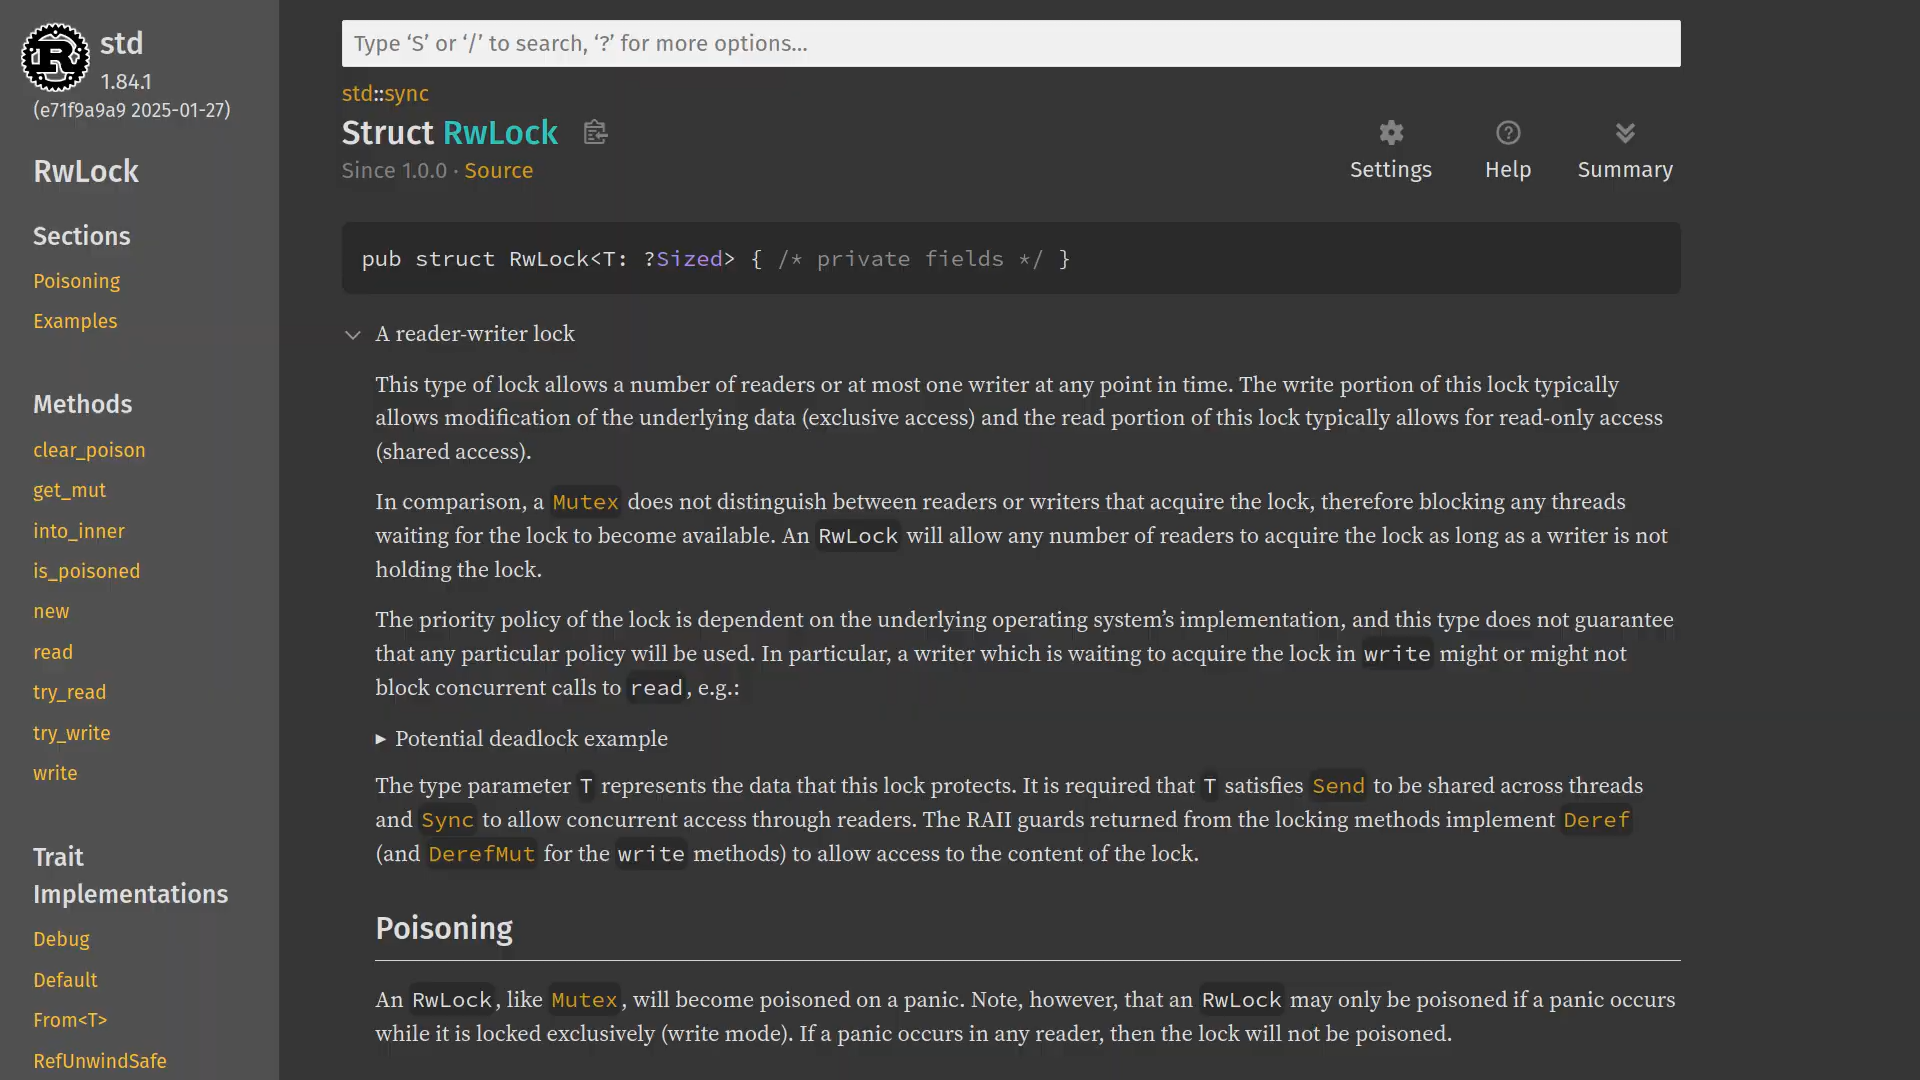 std
1.84.1
(e71f9a9a9 2025-01-27)
RwLock
Sections
Poisoning
Examples
Methods
clear_poison
get_mut
into_inner
is_poisoned
new
read
try_read
try_write
write
Trait
Implementations
Debug
Default
From<T>
RefUnwindSafe
Type ‘S’ or ‘/’ to search, ‘?’ for more options…
std::sync
Struct RwLock
Since 1.0.0 · Source
Settings
Help
Summary
pub struct RwLock<T: ?Sized> { /* private fields */ }
A reader-writer lock
This type of lock allows a number of readers or at most one writer at any point in time. The write portion of this lock typically
allows modification of the underlying data (exclusive access) and the read portion of this lock typically allows for read-only access
(shared access).
In comparison, a Mutex does not distinguish between readers or writers that acquire the lock, therefore blocking any threads
waiting for the lock to become available. An RwLock will allow any number of readers to acquire the lock as long as a writer is not
holding the lock.
The priority policy of the lock is dependent on the underlying operating system’s implementation, and this type does not guarantee
that any particular policy will be used. In particular, a writer which is waiting to acquire the lock in write might or might not
block concurrent calls to read, e.g.:
▶ Potential deadlock example
The type parameter T represents the data that this lock protects. It is required that T satisfies Send to be shared across threads
and Sync to allow concurrent access through readers. The RAII guards returned from the locking methods implement Deref
(and DerefMut for the write methods) to allow access to the content of the lock.
Poisoning
An RwLock, like Mutex, will become poisoned on a panic. Note, however, that an RwLock may only be poisoned if a panic occurs
while it is locked exclusively (write mode). If a panic occurs in any reader, then the lock will not be poisoned.